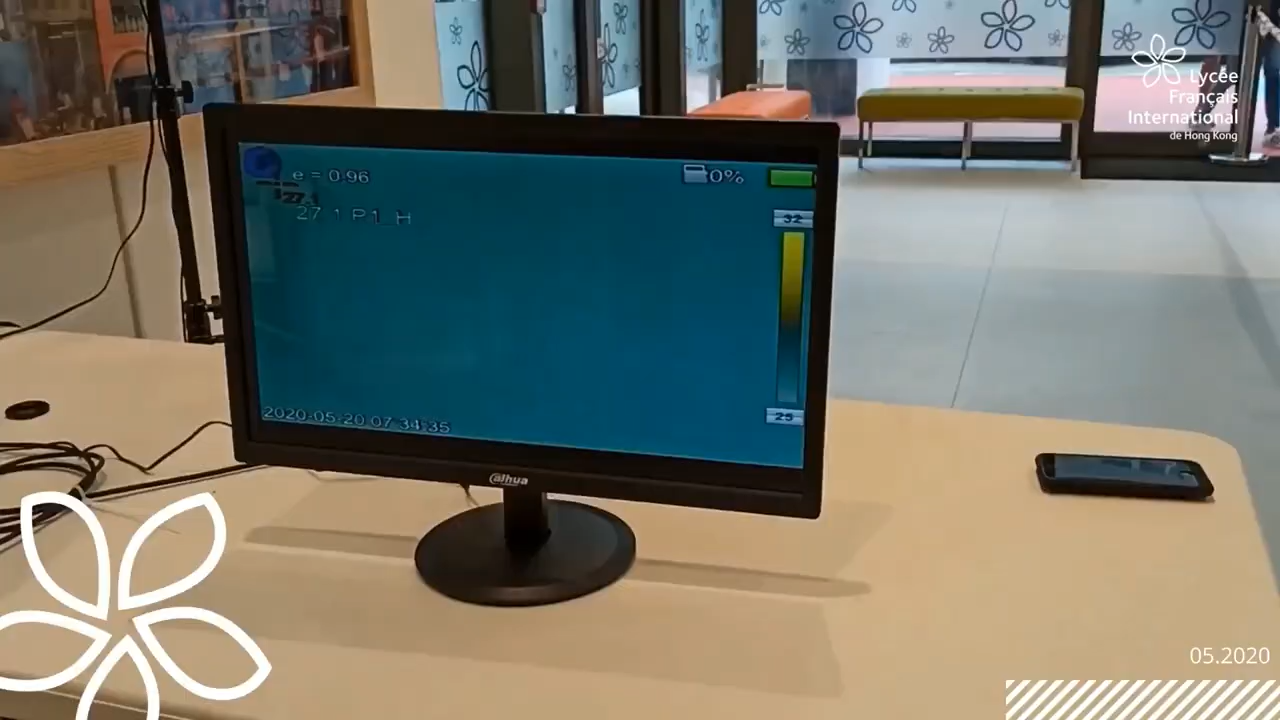 Lycée
Français
International
de Hong Kong
e = 0.96
0%
27.1 P1 H
32
25
2020-05-20 07:34:35
alhua
05.2020